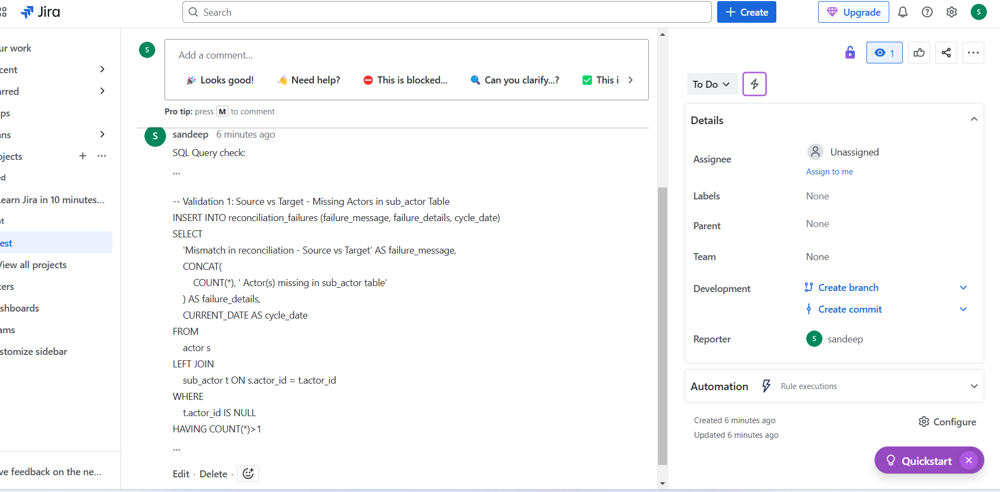 Jira
Search
Create
Upgrade
S
ur work
cent
rred
ps
ns
ojects
ed
earn Jira in 10 minutes...
t
est
View all projects
ters
shboards
ams
stomize sidebar
ve feedback on the ne...
S
Add a comment...
Looks good!
Need help?
This is blocked...
Can you clarify...?
This i
Pro tip: press M to comment
S
sandeep 6 minutes ago
SQL Query check:
```
-- Validation 1: Source vs Target - Missing Actors in sub_actor Table
INSERT INTO reconciliation_failures (failure_message, failure_details, cycle_date)
SELECT
'Mismatch in reconciliation - Source vs Target' AS failure_message,
CONCAT(
COUNT(*), ' Actor(s) missing in sub_actor table'
) AS failure_details,
CURRENT_DATE AS cycle_date
FROM
actor s
LEFT JOIN
sub_actor t ON s.actor_id = t.actor_id
WHERE
t.actor_id IS NULL
HAVING COUNT(*)>1
```
Edit · Delete ·
1
To Do
Details
Assignee
Unassigned
Assign to me
Labels
None
Parent
None
Team
None
Development
Create branch
Create commit
Reporter
S
sandeep
Automation
Rule executions
Created 6 minutes ago
Updated 6 minutes ago
Configure
Quickstart